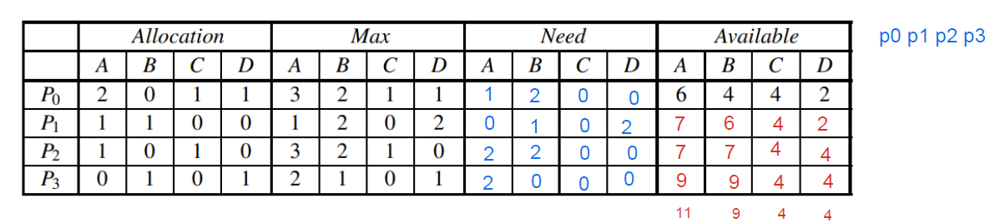 Allocation Max Need Available p0 p1 p2 p3
A B C D A B C D A B C D A B C D
P0 2 0 1 1 3 2 1 1 1 2 0 0 6 4 4 2
P1 1 1 0 0 1 2 0 2 0 1 0 2 7 6 4 2
P2 1 0 1 0 3 2 1 0 2 2 0 0 7 7 4 4
P3 0 1 0 1 2 1 0 1 2 0 0 0 9 9 4 4
11 9 4 4